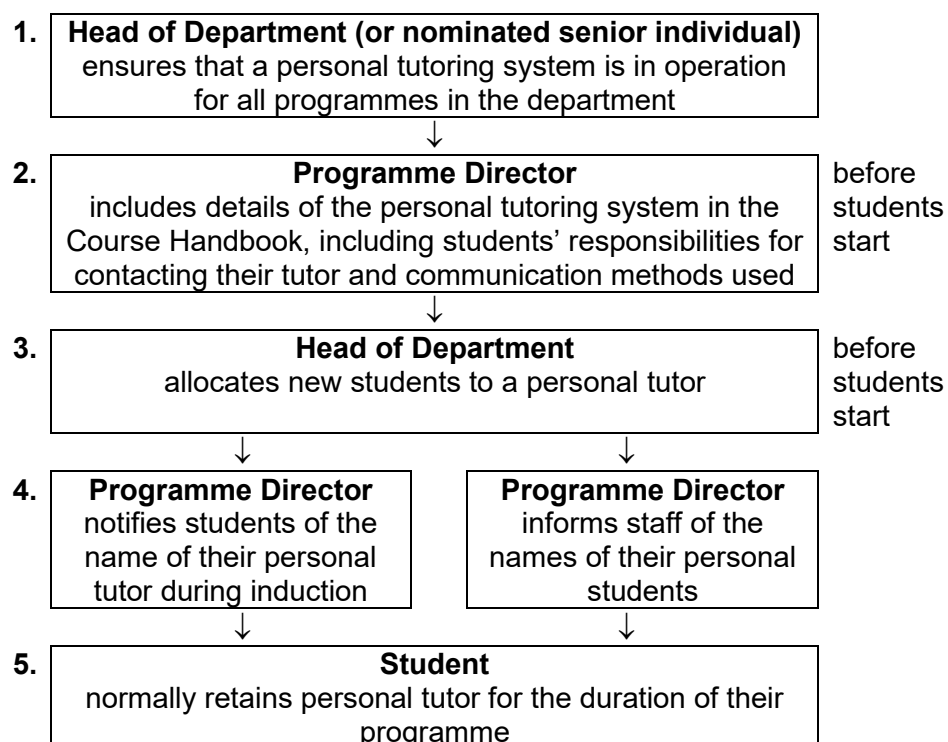 1. Head of Department (or nominated senior individual)
ensures that a personal tutoring system is in operation
for all programmes in the department
↓
2. Programme Director
includes details of the personal tutoring system in the
Course Handbook, including students’ responsibilities for
contacting their tutor and communication methods used
before
students
start
↓
3. Head of Department
allocates new students to a personal tutor
before
students
start
↓ ↓
4. Programme Director
notifies students of the
name of their personal
tutor during induction
Programme Director
informs staff of the
names of their personal
students
↓ ↓
5. Student
normally retains personal tutor for the duration of their
programme